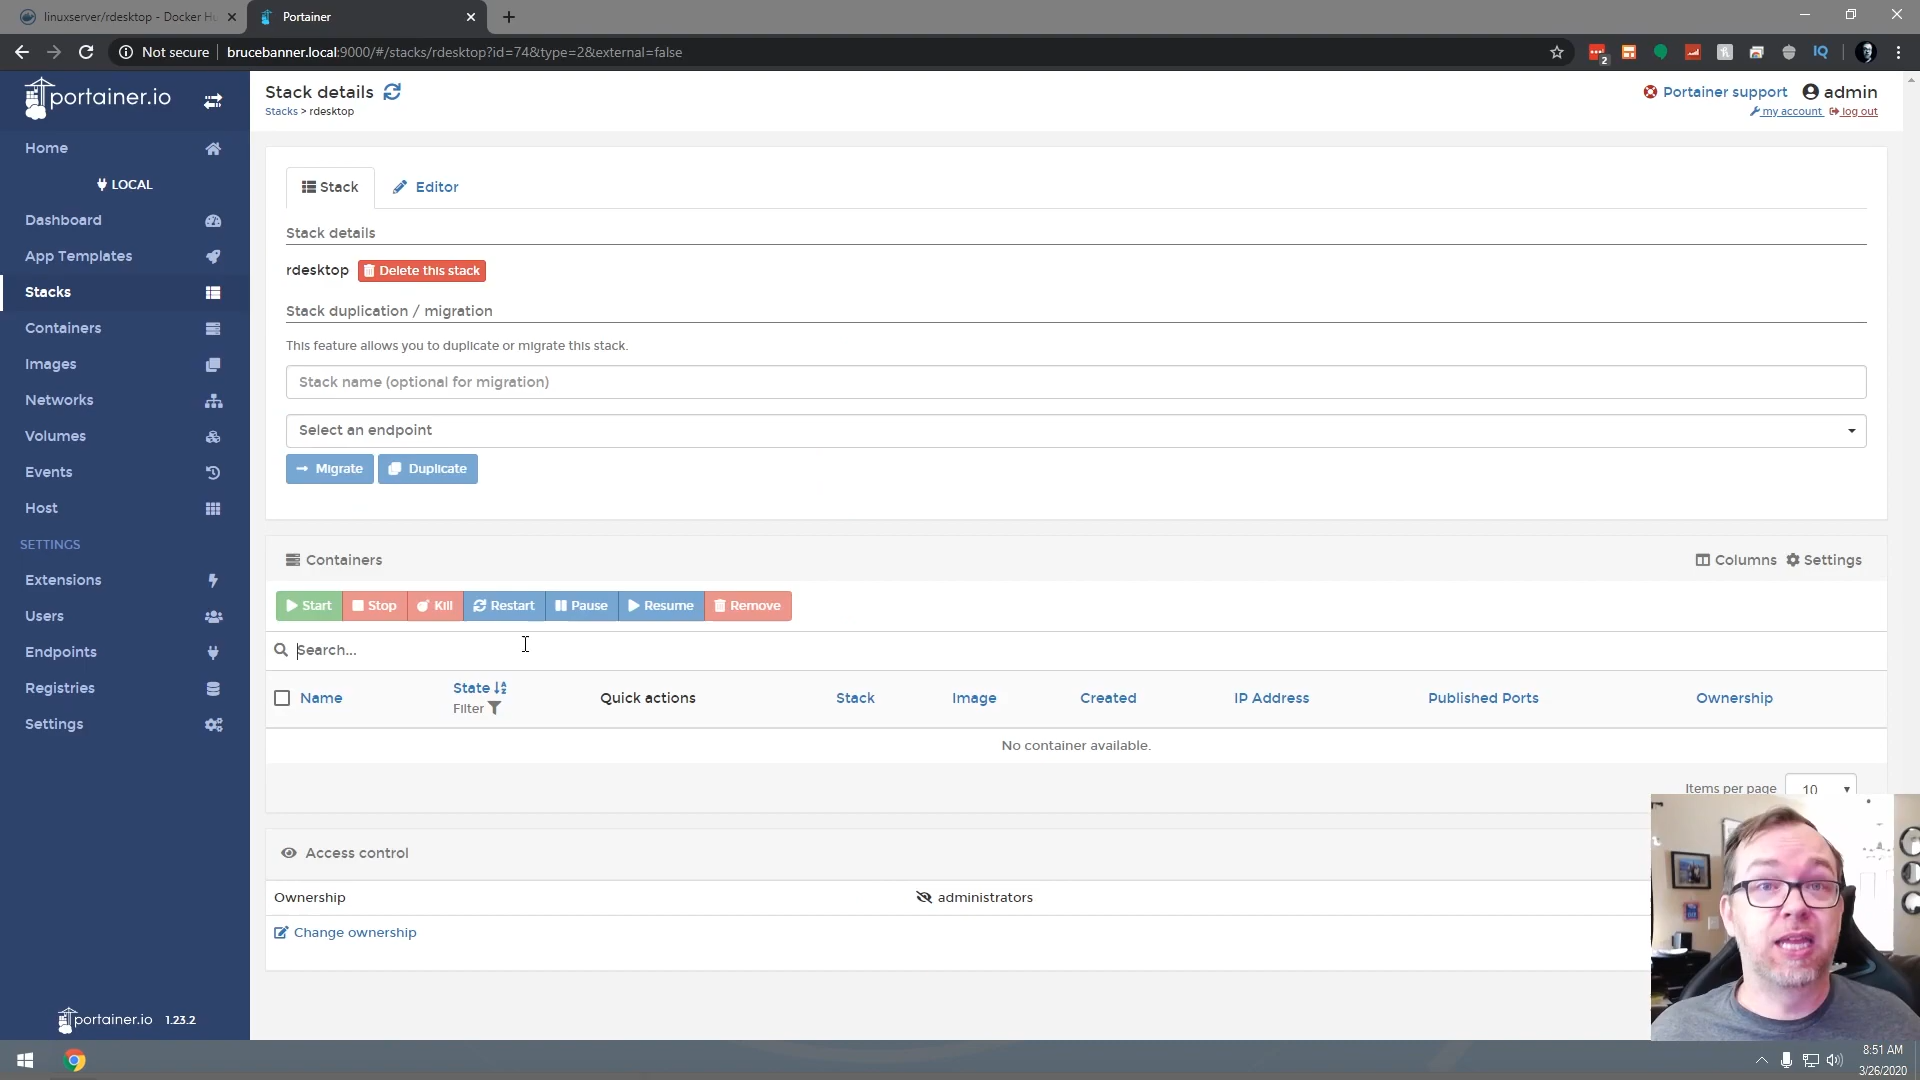 linuxserver/rdesktop - Docker Hu
Portainer
Not secure
brucebanner.local:9000/#/stacks/rdesktop?id=74&type=2&external=false
2
IQ
portainer.io
Home
LOCAL
Dashboard
App Templates
Stacks
Containers
Images
Networks
Volumes
Events
Host
SETTINGS
Extensions
Users
Endpoints
Registries
Settings
portainer.io 1.23.2
Stack details
Stacks > rdesktop
Portainer support
admin
my account
log out
Stack
Editor
Stack details
rdesktop
Delete this stack
Stack duplication / migration
This feature allows you to duplicate or migrate this stack.
Stack name (optional for migration)
Select an endpoint
Migrate
Duplicate
Containers
Columns
Settings
Start
Stop
Kill
Restart
Pause
Resume
Remove
Search...
Name
State
Filter
Quick actions
Stack
Image
Created
IP Address
Published Ports
Ownership
No container available.
Items per page
10
Access control
Ownership
administrators
Change ownership
8:51 AM
3/26/2020